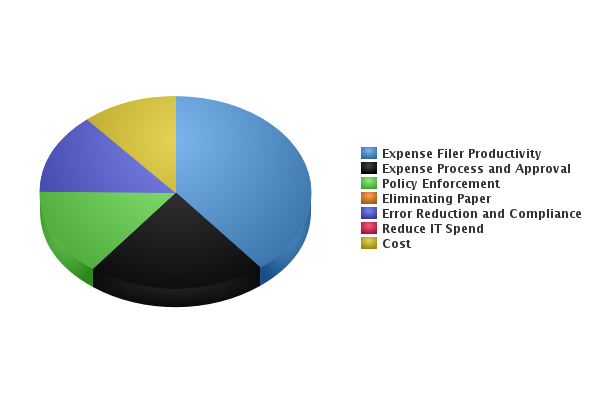 Expense Filer Productivity
Expense Process and Approval
Policy Enforcement
Eliminating Paper
Error Reduction and Compliance
Reduce IT Spend
Cost